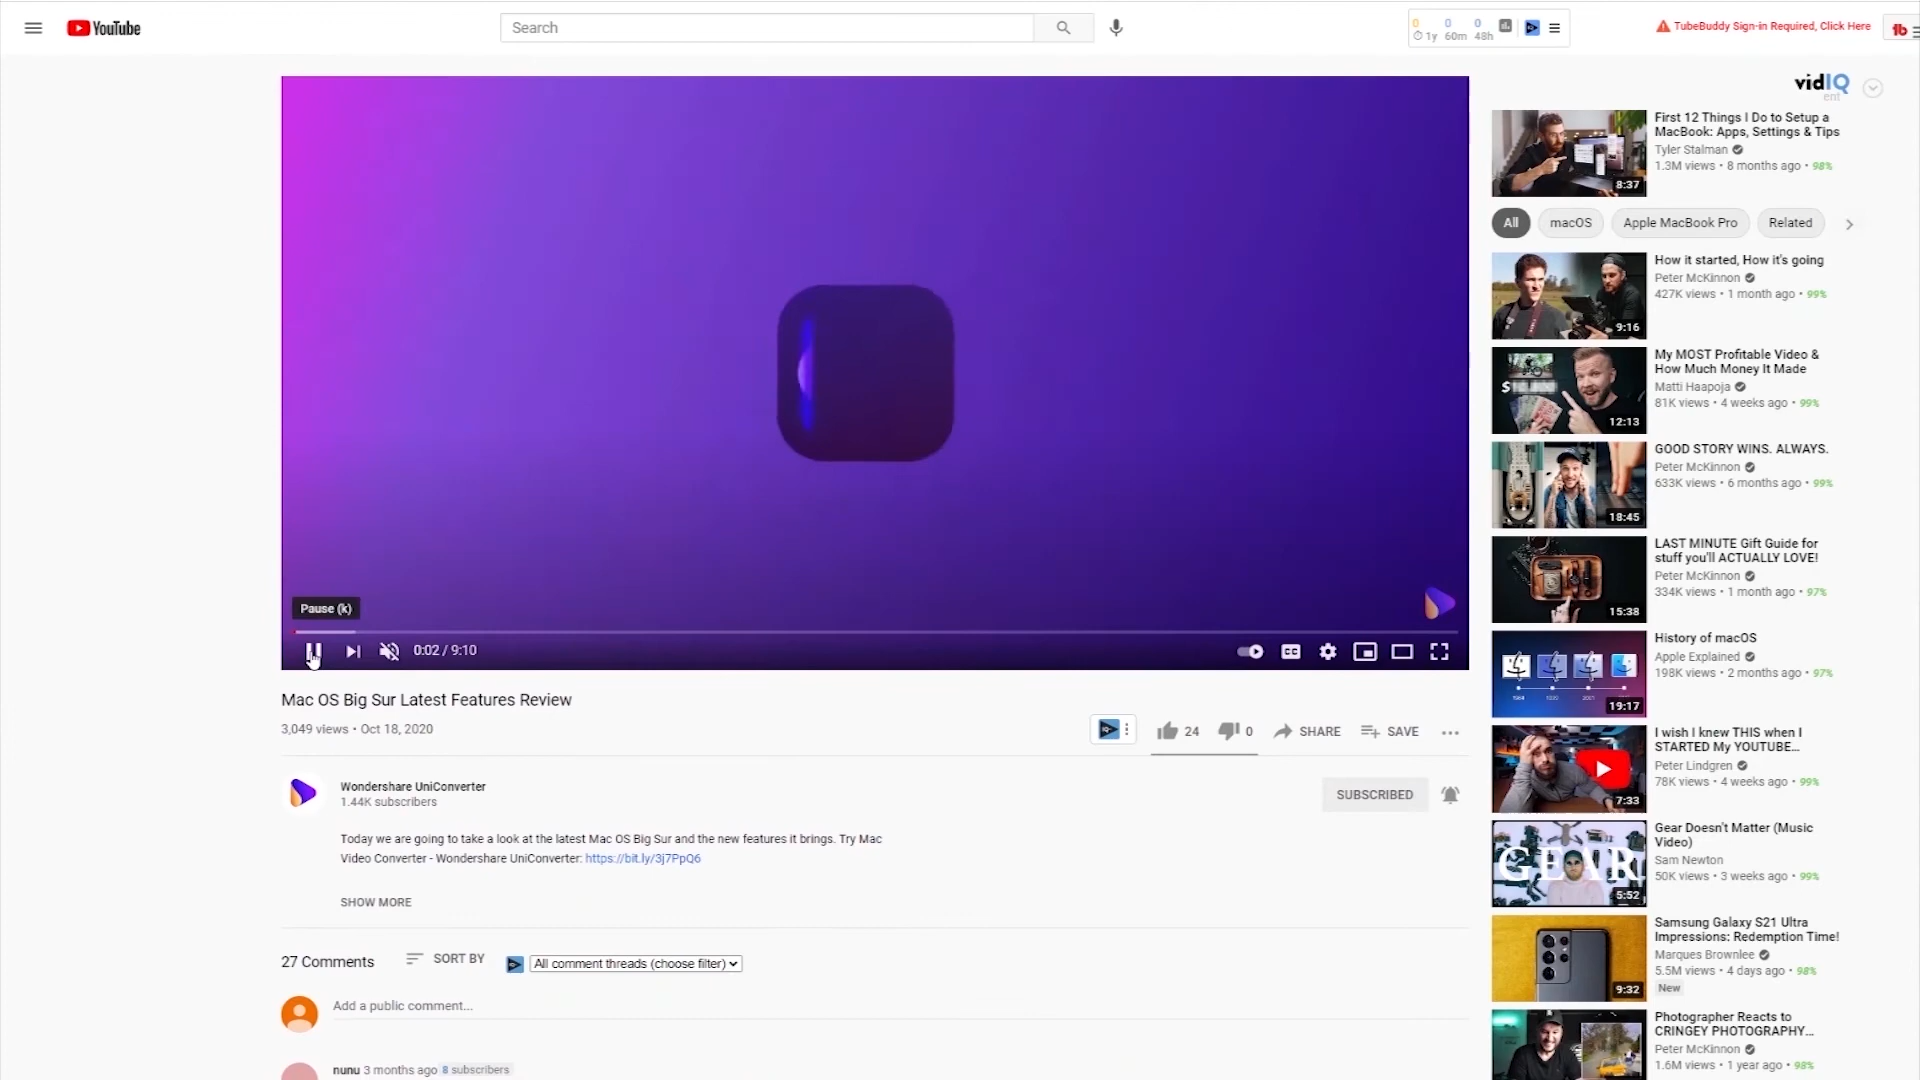 YouTube
Search
0 0 0
1y 60m 48h
TubeBuddy Sign-in Required, Click Here
tb
vidIQ
ent
Pause (k)
0:02 / 9:10
CC
Mac OS Big Sur Latest Features Review
3,049 views • Oct 18, 2020
24 0 SHARE SAVE
Wondershare UniConverter
1.44K subscribers
SUBSCRIBED
Today we are going to take a look at the latest Mac OS Big Sur and the new features it brings. Try Mac
Video Converter - Wondershare UniConverter: https://bit.ly/3j7PpQ6
SHOW MORE
27 Comments SORT BY All comment threads (choose filter)
Add a public comment...
nunu 3 months ago 8 subscribers
First 12 Things I Do to Setup a
MacBook: Apps, Settings & Tips
Tyler Stalman
1.3M views • 8 months ago • 98%
8:37
All macOS Apple MacBook Pro Related
How it started, How it's going
Peter McKinnon
427K views • 1 month ago • 99%
9:16
My MOST Profitable Video &
How Much Money It Made
Matti Haapoja
81K views • 4 weeks ago • 99%
12:13
GOOD STORY WINS. ALWAYS.
Peter McKinnon
633K views • 6 months ago • 99%
18:45
LAST MINUTE Gift Guide for
stuff you'll ACTUALLY LOVE!
Peter McKinnon
334K views • 1 month ago • 97%
15:38
History of macOS
Apple Explained
198K views • 2 months ago • 97%
19:17
I wish I knew THIS when I
STARTED My YOUTUBE...
Peter Lindgren
78K views • 4 weeks ago • 99%
7:33
Gear Doesn't Matter (Music
Video)
Sam Newton
50K views • 3 weeks ago • 99%
GEAR
5:52
Samsung Galaxy S21 Ultra
Impressions: Redemption Time!
Marques Brownlee
5.5M views • 4 days ago • 98%
New
9:32
Photographer Reacts to
CRINGEY PHOTOGRAPHY...
Peter McKinnon
1.6M views • 1 year ago • 98%